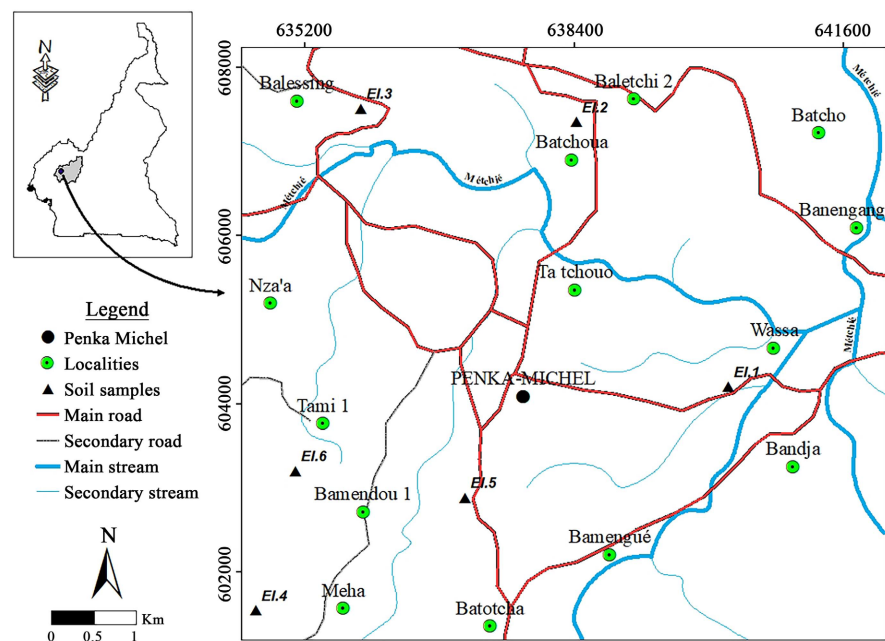 635200
638400
641600
N
608000
606000
604000
602000
Balessing
El.3
El.2
Baletchi 2
Métchié
Batcho
Batchoua
Métchié
Métchié
Banengang
Nza'a
Ta tchouo
Métchié
Wassa
PENKA-MICHEL
El.1
Tami 1
Bandja
El.6
El.5
Bamendou 1
Bamengué
El.4
Meha
Batotcha
Legend
Penka Michel
Localities
Soil samples
Main road
Secondary road
Main stream
Secondary stream
N
0 0.5 1 Km